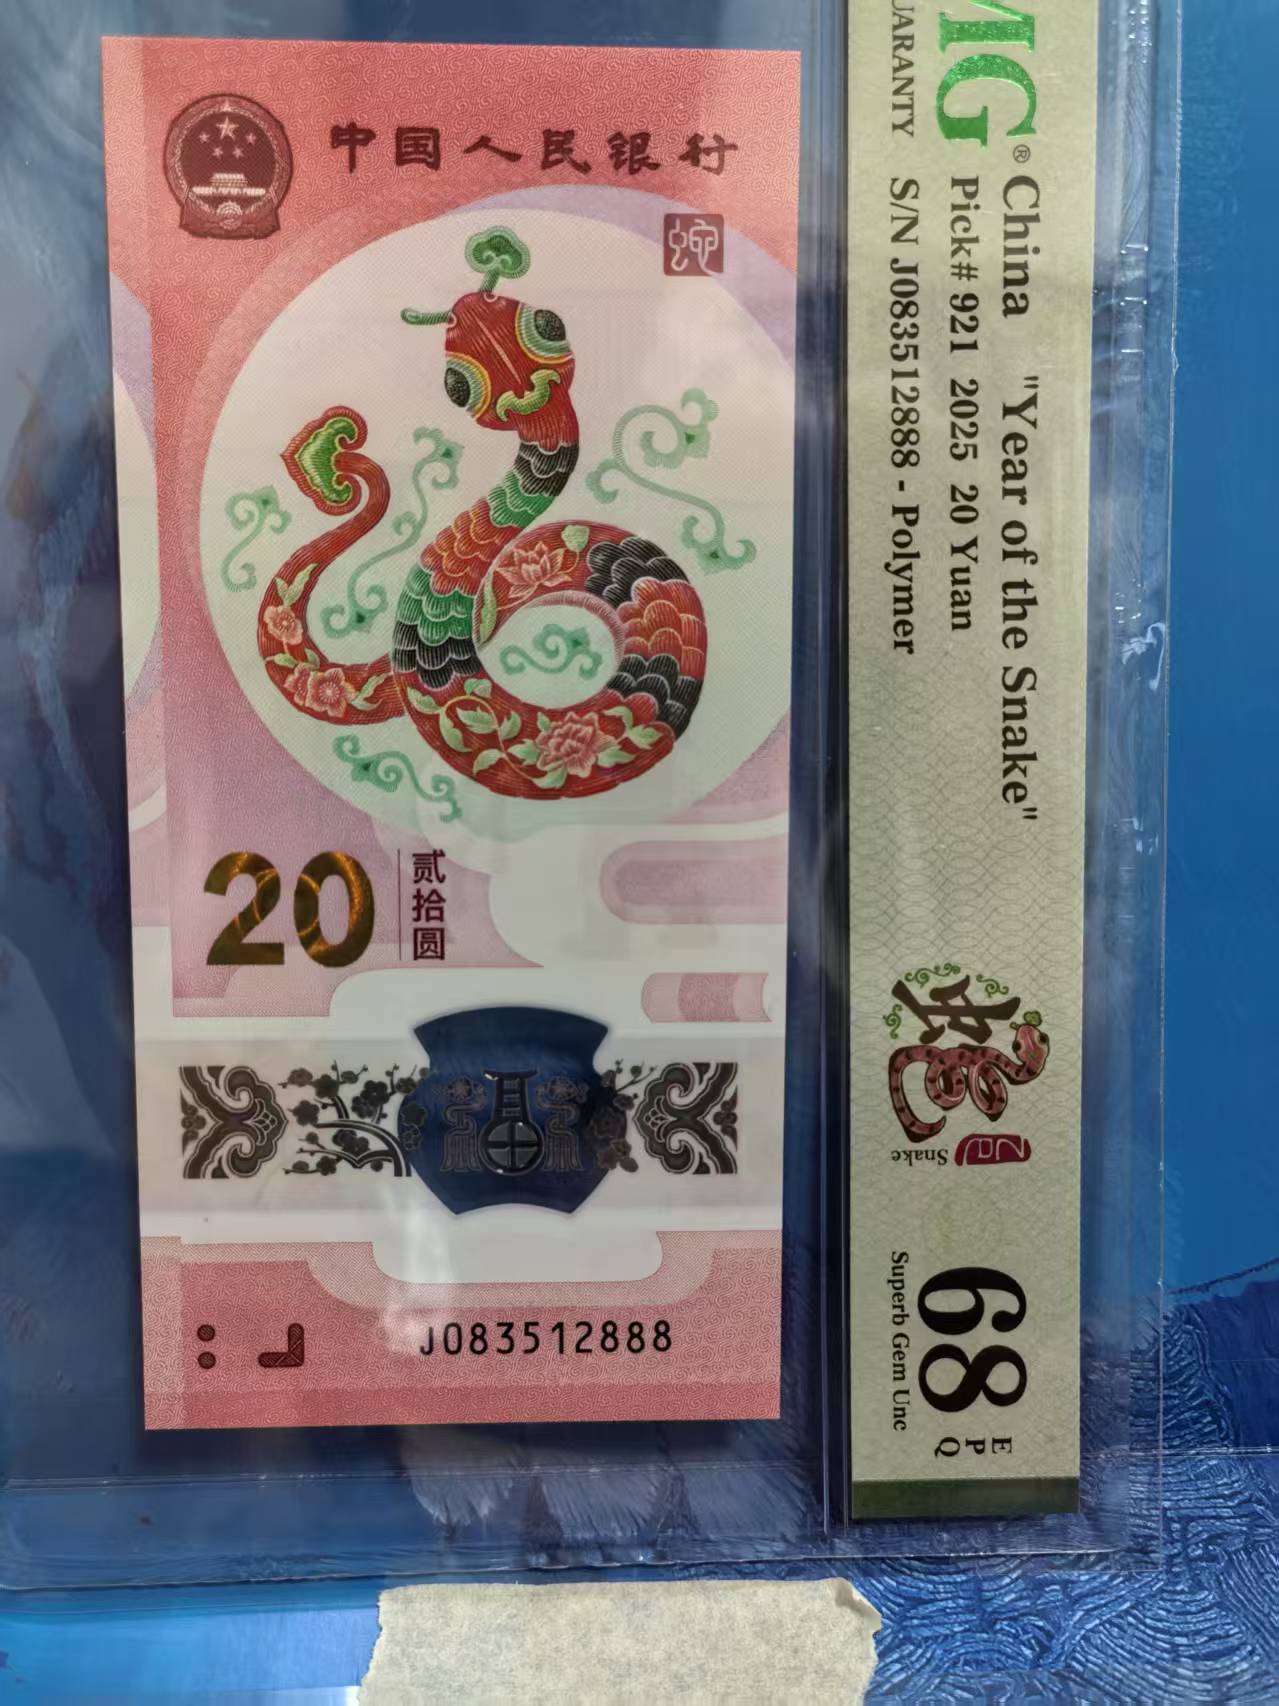 中国人民银行
蛇
20
贰拾圆
J083512888
MG®
UARANTY
China "Year of the Snake"
Pick# 921 2025 20 Yuan
S/N J083512888 - Polymer
蛇
Snake
68
EPQ
Superb Gem Unc